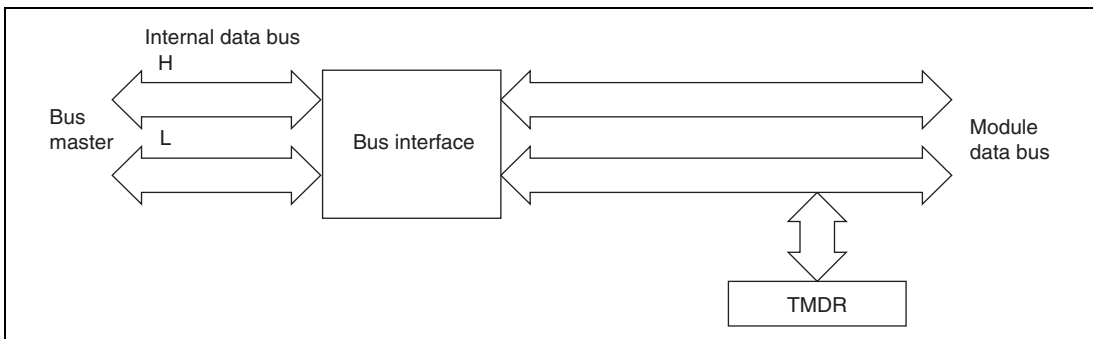 Internal data bus
H
Bus
master
L
Bus interface
Module
data bus
TMDR